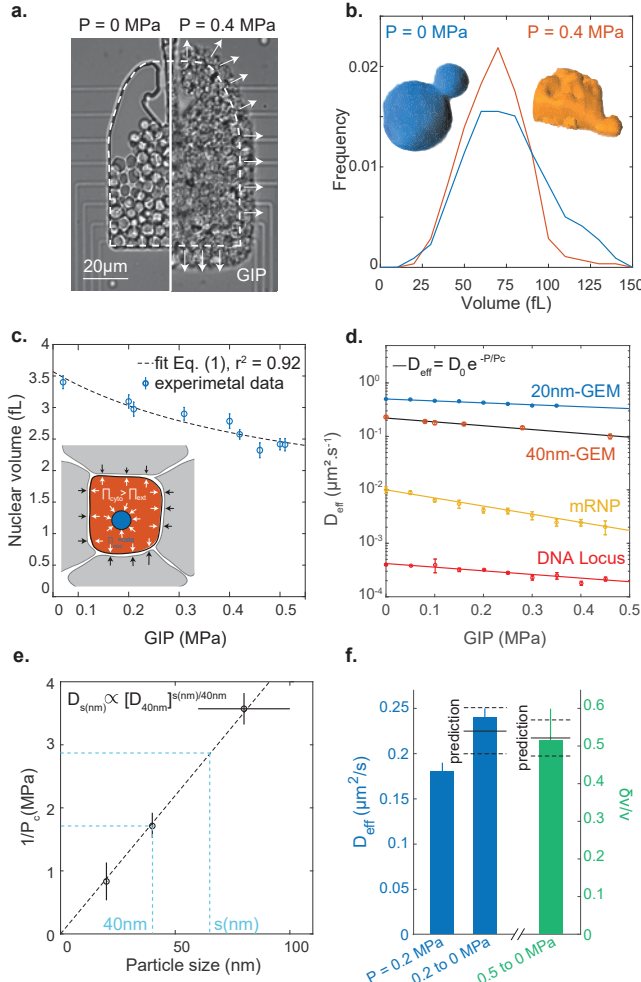 a.
P = 0 MPa P = 0.4 MPa
20μm
GIP
b.
P = 0 MPa P = 0.4 MPa
0.02
0.01
0
Frequency
0 25 50 75 100 125 150
Volume (fL)
c.
---- fit Eq. (1), r² = 0.92
experimetal data
4
3.5
3
2.5
2
1.5
1
0.5
0
Nuclear volume (fL)
Πcyto > Πext
0 0.1 0.2 0.3 0.4 0.5
GIP (MPa)
d.
—D_eff = D_0 e^-P/Pc
10^0
10^-1
10^-2
10^-3
10^-4
D_eff (μm².s⁻¹)
20nm-GEM
40nm-GEM
mRNP
DNA Locus
0 0.1 0.2 0.3 0.4 0.5
GIP (MPa)
e.
D_s(nm) ∝ [D_40nm]^s(nm)/40nm
4
3
2
1
0
1/P_c(MPa)
40nm s(nm)
0 50 100
Particle size (nm)
f.
0.25
0.2
0.15
0.1
0.05
0
D_eff (μm²/s)
prediction
prediction
0.6
0.5
0.4
0.3
0.2
0.1
0
δv/v
P = 0.2 MPa
0.2 to 0 MPa
0.5 to 0 MPa